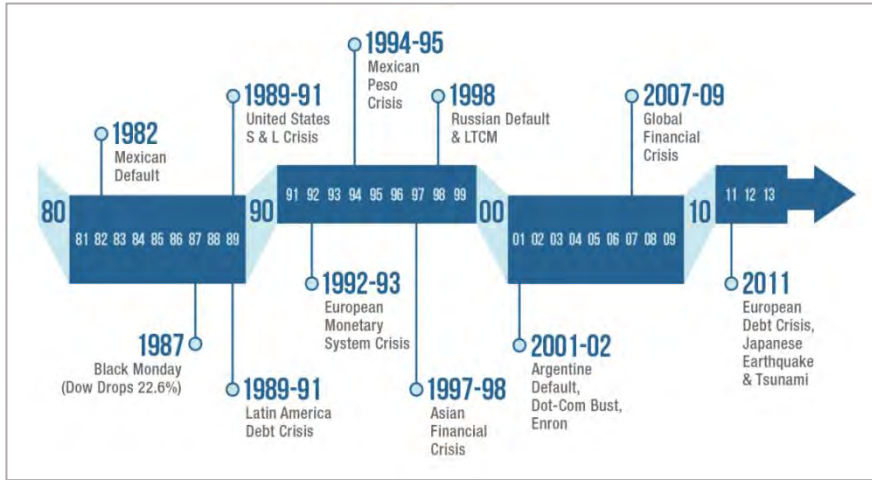 1994-95
Mexican
Peso
Crisis
1989-91
United States
S & L Crisis
1998
Russian Default
& LTCM
2007-09
Global
Financial
Crisis
1982
Mexican
Default
80
81 82 83 84 85 86 87 88 89
90
91 92 93 94 95 96 97 98 99
00
01 02 03 04 05 06 07 08 09
10
11 12 13
1987
Black Monday
(Dow Drops 22.6%)
1989-91
Latin America
Debt Crisis
1992-93
European
Monetary
System Crisis
1997-98
Asian
Financial
Crisis
2001-02
Argentine
Default,
Dot-Com Bust,
Enron
2011
European
Debt Crisis,
Japanese
Earthquake
& Tsunami